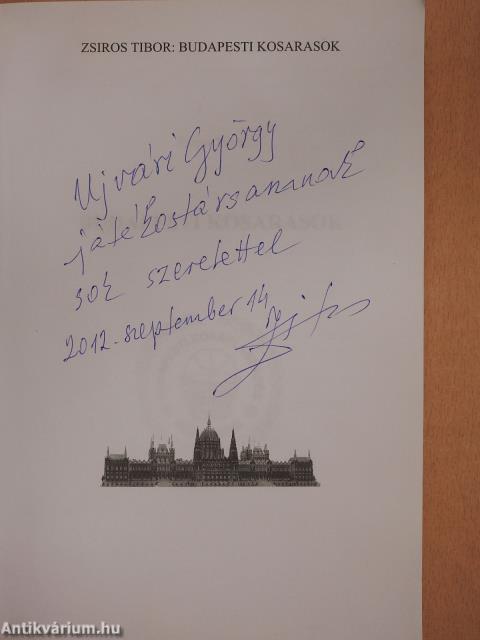 ZSIROS TIBOR: BUDAPESTI KOSARASOK
Ujvári György
játékostársamnak
sok szeretettel
2012. szeptember 14
Antikvárium.hu